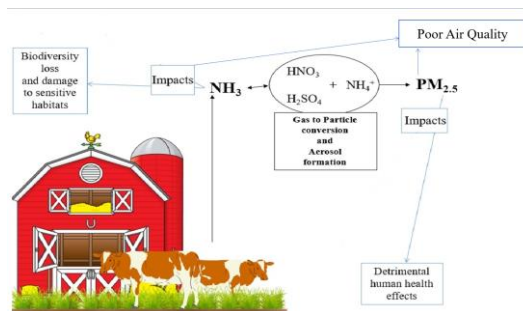 Poor Air Quality
Biodiversity
loss
and damage
to sensitive
habitats
Impacts
NH₃
HNO₃
H₂SO₄
+ NH₄⁺
PM₂.₅
Impacts
Gas to Particle
conversion
and
Aerosol
formation
Detrimental
human health
effects